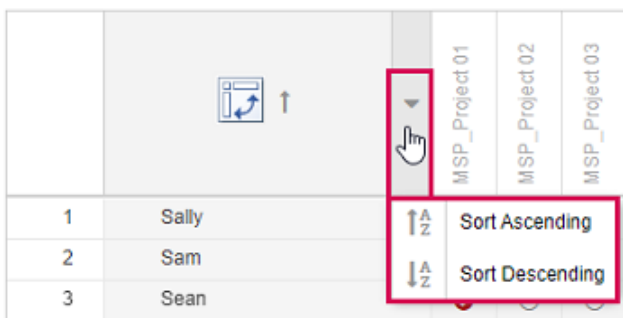 MSP_Project 01
MSP_Project 02
MSP_Project 03
1 Sally
2 Sam
3 Sean
A Z Sort Ascending
A Z Sort Descending